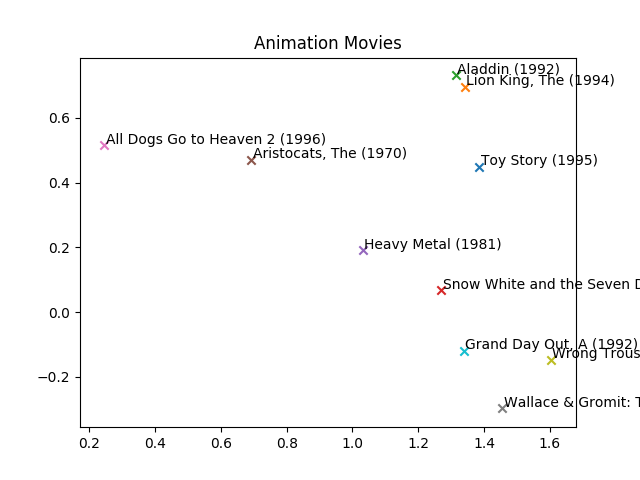 Animation Movies
Aladdin (1992)
Lion King, The (1994)
All Dogs Go to Heaven 2 (1996)
Aristocats, The (1970)
Toy Story (1995)
Heavy Metal (1981)
Snow White and the Seven D
Grand Day Out, A (1992)
Wrong Trous
Wallace & Gromit: T
0.6
0.4
0.2
0.0
−0.2
0.2 0.4 0.6 0.8 1.0 1.2 1.4 1.6